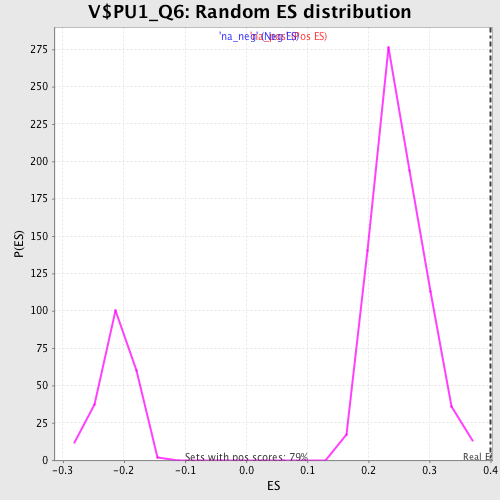 V$PU1_Q6: Random ES distribution
'na_neg' (Neg ES)
(Pos ES)
P(ES)
275
250
225
200
175
150
125
100
75
50
25
0
Sets with pos scores: 79%
Real E
-0.3 -0.2 -0.1 0.0 0.1 0.2 0.3 0.4
ES